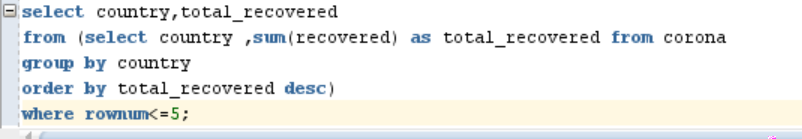 select country,total_recovered
from (select country ,sum(recovered) as total_recovered from corona
group by country
order by total_recovered desc)
where rownum<=5;